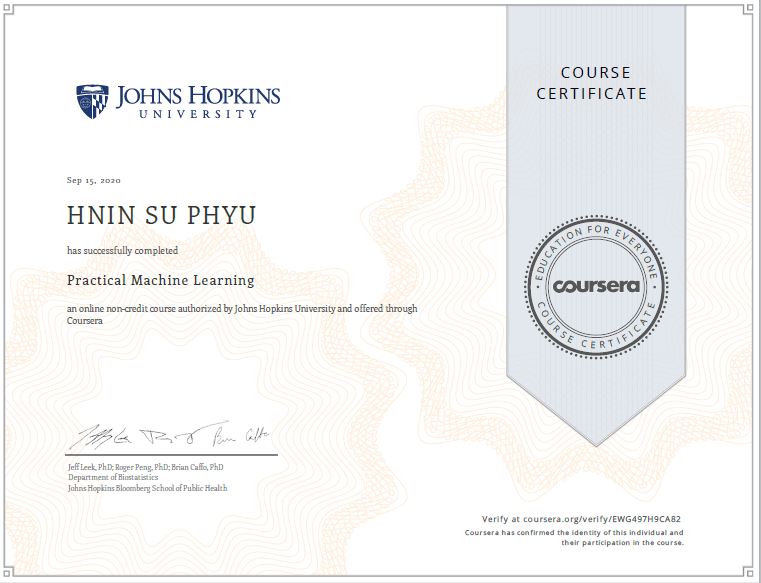 JOHNS HOPKINS
UNIVERSITY
Sep 15, 2020
HNIN SU PHYU
has successfully completed
Practical Machine Learning
an online non-credit course authorized by Johns Hopkins University and offered through
Coursera
Jeff Leek, PhD; Roger Peng, PhD; Brian Caffo, PhD
Department of Biostatistics
Johns Hopkins Bloomberg School of Public Health
COURSE
CERTIFICATE
EDUCATION FOR EVERYONE
coursera
COURSE CERTIFICATE
Verify at coursera.org/verify/EWG497H9CA82
Coursera has confirmed the identity of this individual and
their participation in the course.